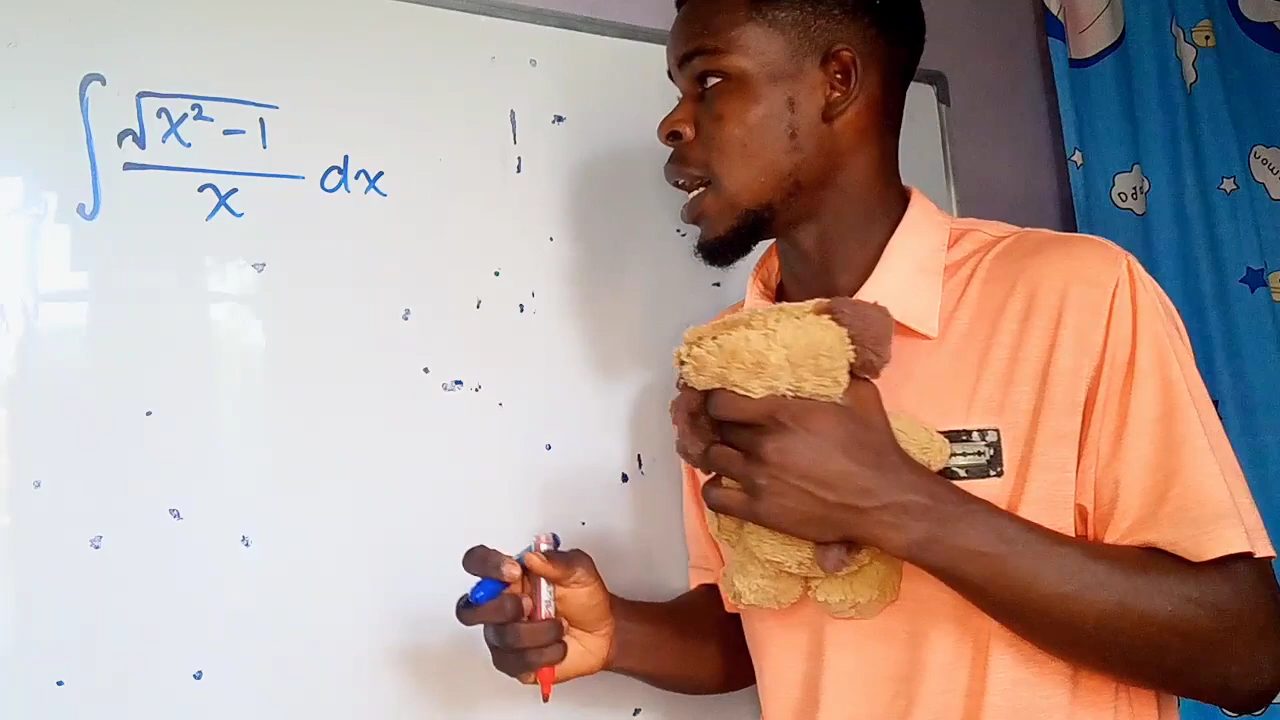 ∫ √(x² - 1) / x dx